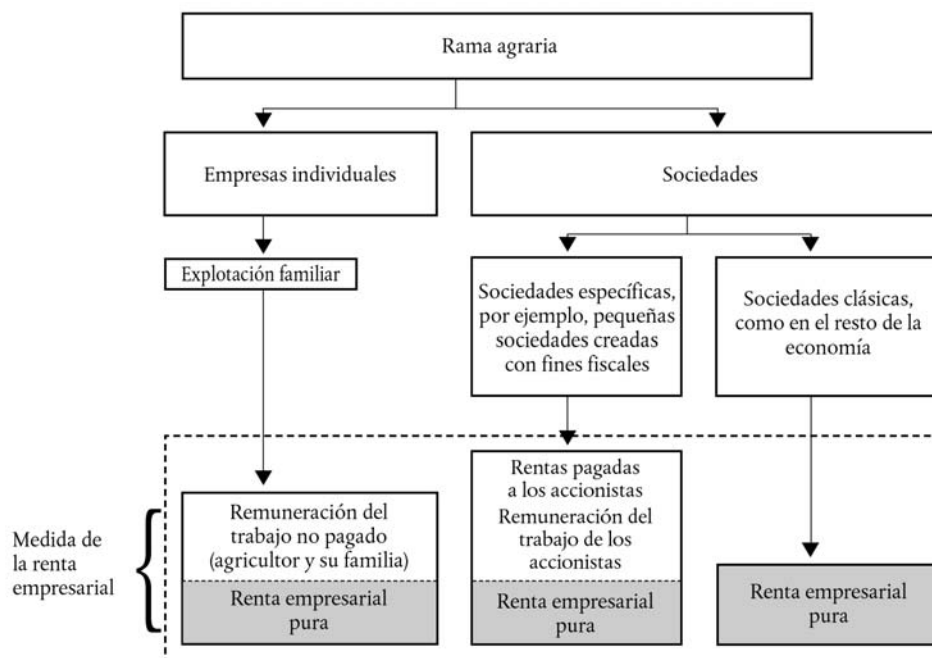 Rama agraria
Empresas individuales
Sociedades
Explotación familiar
Sociedades específicas,
por ejemplo, pequeñas
sociedades creadas
con fines fiscales
Sociedades clásicas,
como en el resto de la
economía
Medida de
la renta
empresarial
Remuneración del
trabajo no pagado
(agricultor y su familia)
Renta empresarial
pura
Rentas pagadas
a los accionistas
Remuneración del
trabajo de los
accionistas
Renta empresarial
pura
Renta empresarial
pura